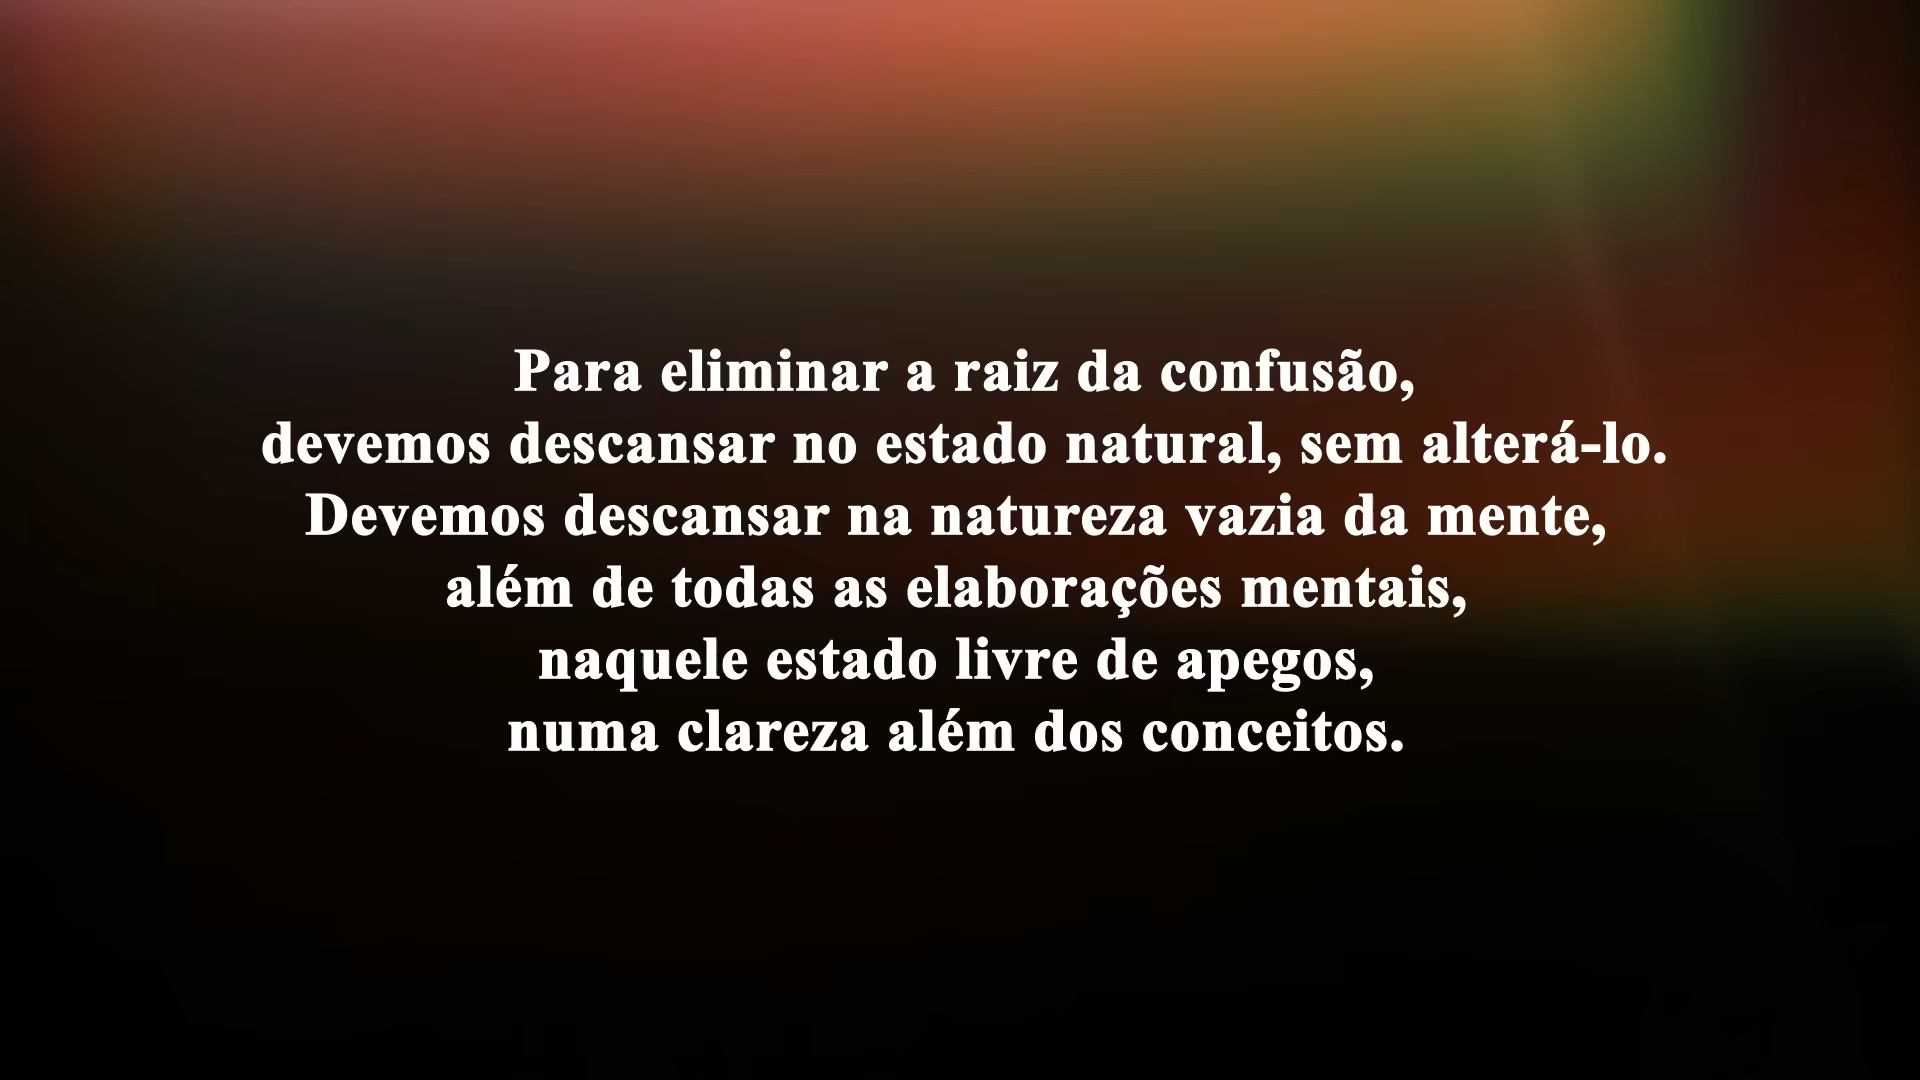 Para eliminar a raiz da confusão,
devemos descansar no estado natural, sem alterá-lo.
Devemos descansar na natureza vazia da mente,
além de todas as elaborações mentais,
naquele estado livre de apegos,
numa clareza além dos conceitos.